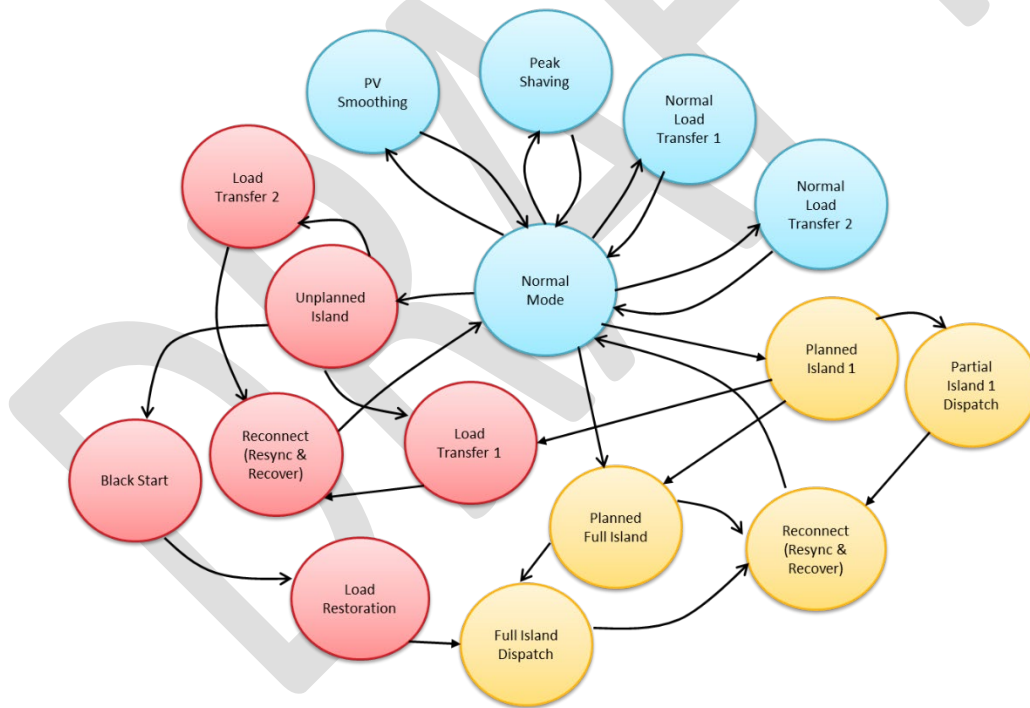 PV
Smoothing
Peak
Shaving
Normal
Load
Transfer 1
Normal
Load
Transfer 2
Load
Transfer 2
Unplanned
Island
Normal
Mode
Planned
Island 1
Partial
Island 1
Dispatch
Black Start
Reconnect
(Resync &
Recover)
Load
Transfer 1
Planned
Full Island
Reconnect
(Resync &
Recover)
Load
Restoration
Full Island
Dispatch